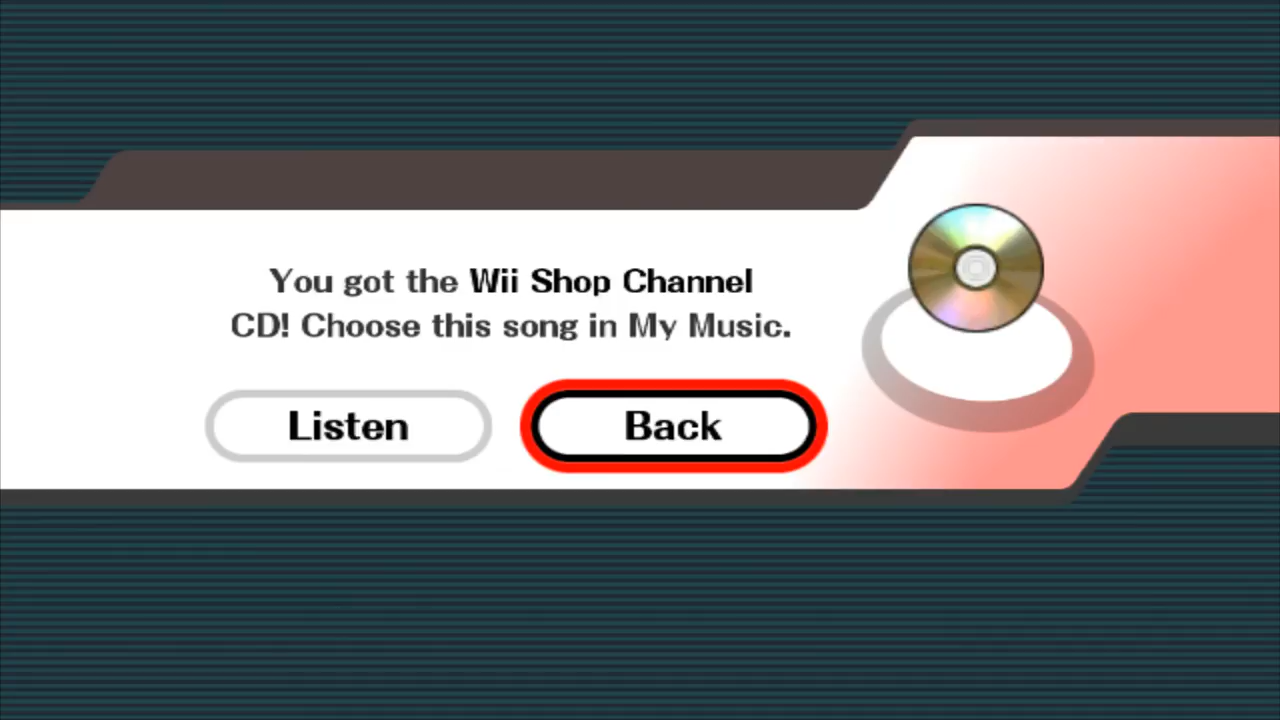 You got the Wii Shop Channel
CD! Choose this song in My Music.
Listen
Back